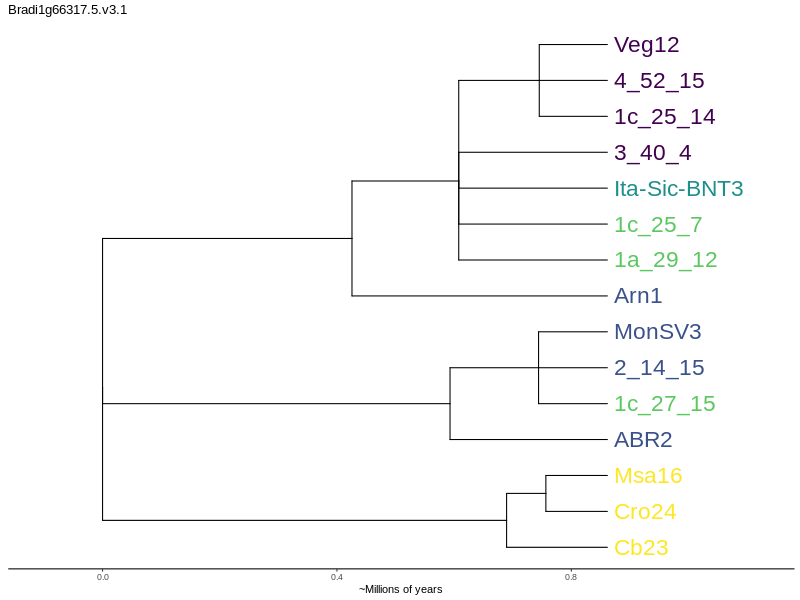 Bradi1g66317.5.v3.1
Veg12
4_52_15
1c_25_14
3_40_4
Ita-Sic-BNT3
1c_25_7
1a_29_12
Arn1
MonSV3
2_14_15
1c_27_15
ABR2
Msa16
Cro24
Cb23
0.0 0.4 0.8
~Millions of years